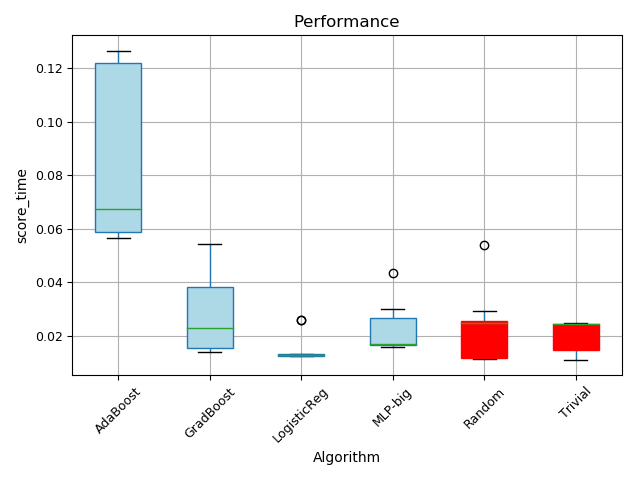 Performance
score_time
0.12
0.10
0.08
0.06
0.04
0.02
AdaBoost
GradBoost
LogisticReg
MLP-big
Random
Trivial
Algorithm